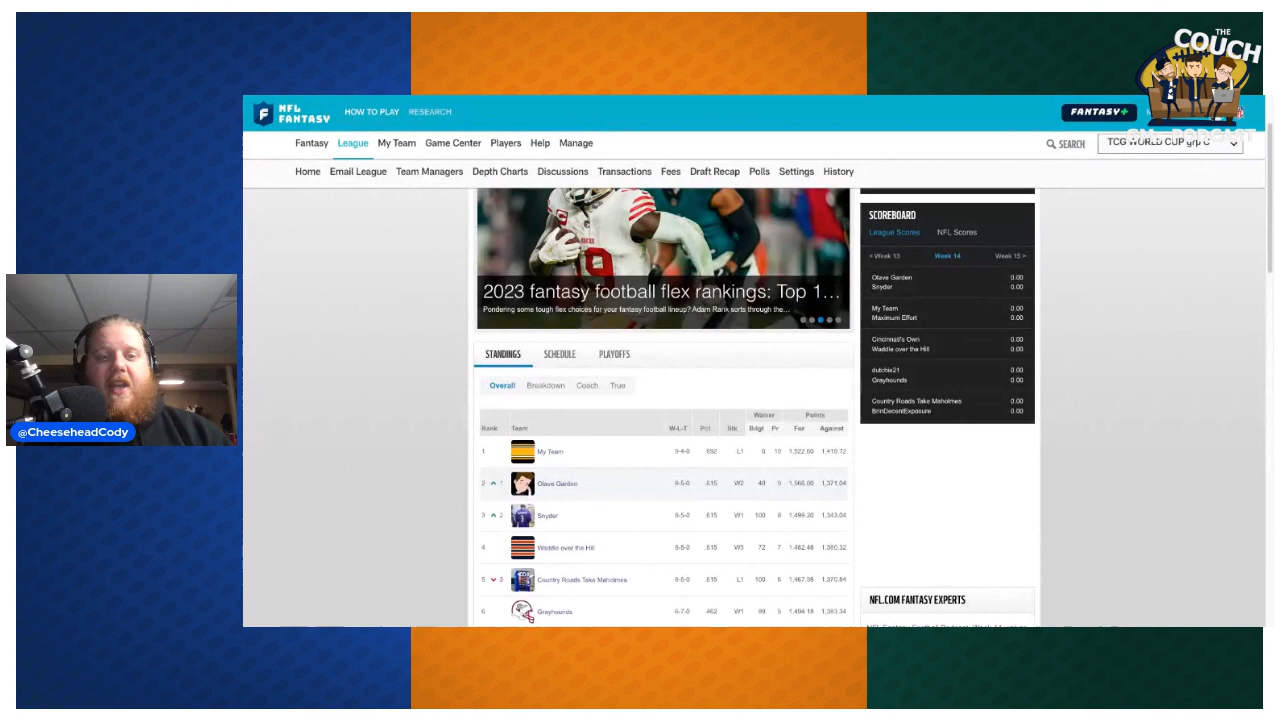 THE
COUCH
GM PODCAST
NFL
FANTASY
HOW TO PLAY RESEARCH
FANTASY+
Fantasy League My Team Game Center Players Help Manage
SEARCH
TCG WORLD CUP grp C
Home Email League Team Managers Depth Charts Discussions Transactions Fees Draft Recap Polls Settings History
2023 fantasy football flex rankings: Top 1...
Pondering some tough flex choices for your fantasy football lineup? Adam Rank sorts through the...
SCOREBOARD
League Scores NFL Scores
< Week 13 Week 14 Week 15 >
Olave Garden 0.00
Snyder 0.00
My Team 0.00
Maximum Effort 0.00
Cincinnati's Own 0.00
Waddle over the Hill 0.00
dutchie21 0.00
Grayhounds 0.00
Country Roads Take Maholmes 0.00
BrinDecentExposure 0.00
STANDINGS SCHEDULE PLAYOFFS
Overall Breakdown Coach True
Waiver Points
Rank Team W-L-T Pct Stk Bdgt Pr For Against
1 My Team 9-4-0 .692 L1 0 10 1,522.60 1,419.72
2 1 Olave Garden 8-5-0 .615 W2 49 9 1,566.00 1,371.04
3 2 Snyder 8-5-0 .615 W1 100 8 1,499.20 1,343.04
4 Waddle over the Hill 8-5-0 .615 W3 72 7 1,482.48 1,360.32
5 3 Country Roads Take Maholmes 8-5-0 .615 L1 100 6 1,467.98 1,370.84
6 Grayhounds 6-7-0 .462 W1 89 5 1,494.18 1,383.34
NFL.COM FANTASY EXPERTS
@CheeseheadCody